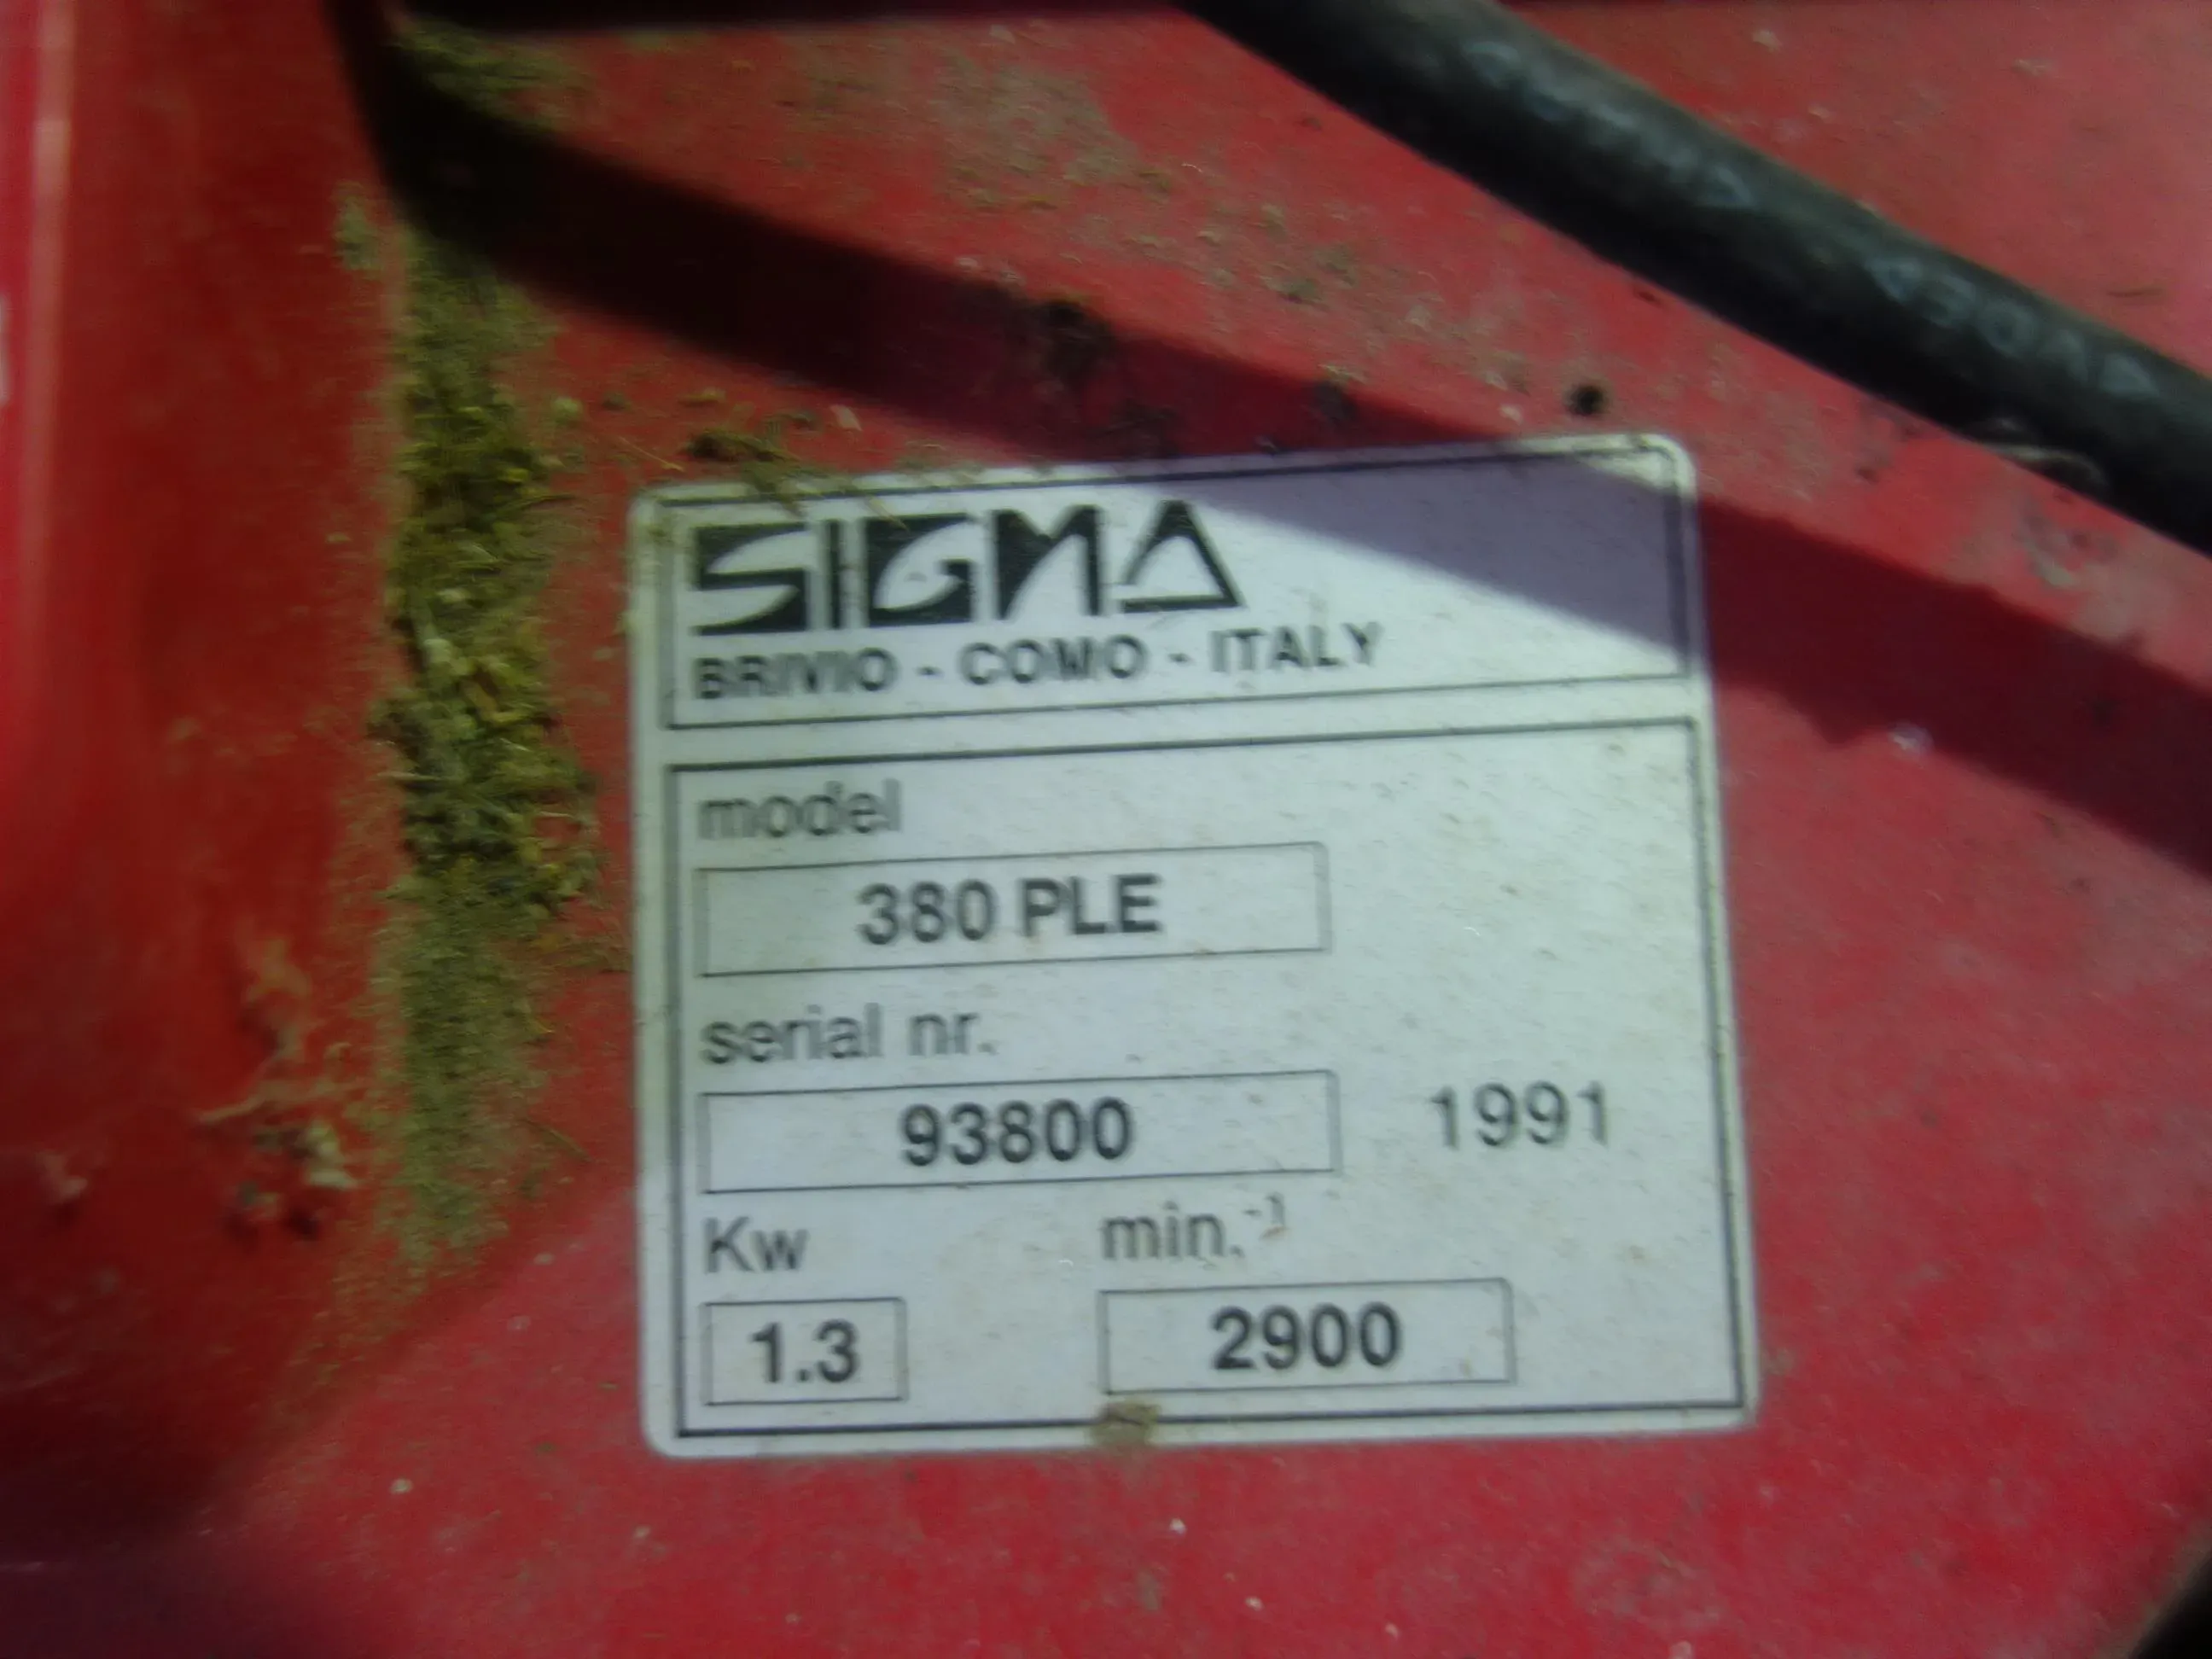 SIGMA
BRIVIO - COMO - ITALY
model
380 PLE
serial nr.
93800 1991
Kw min.-1
1.3 2900